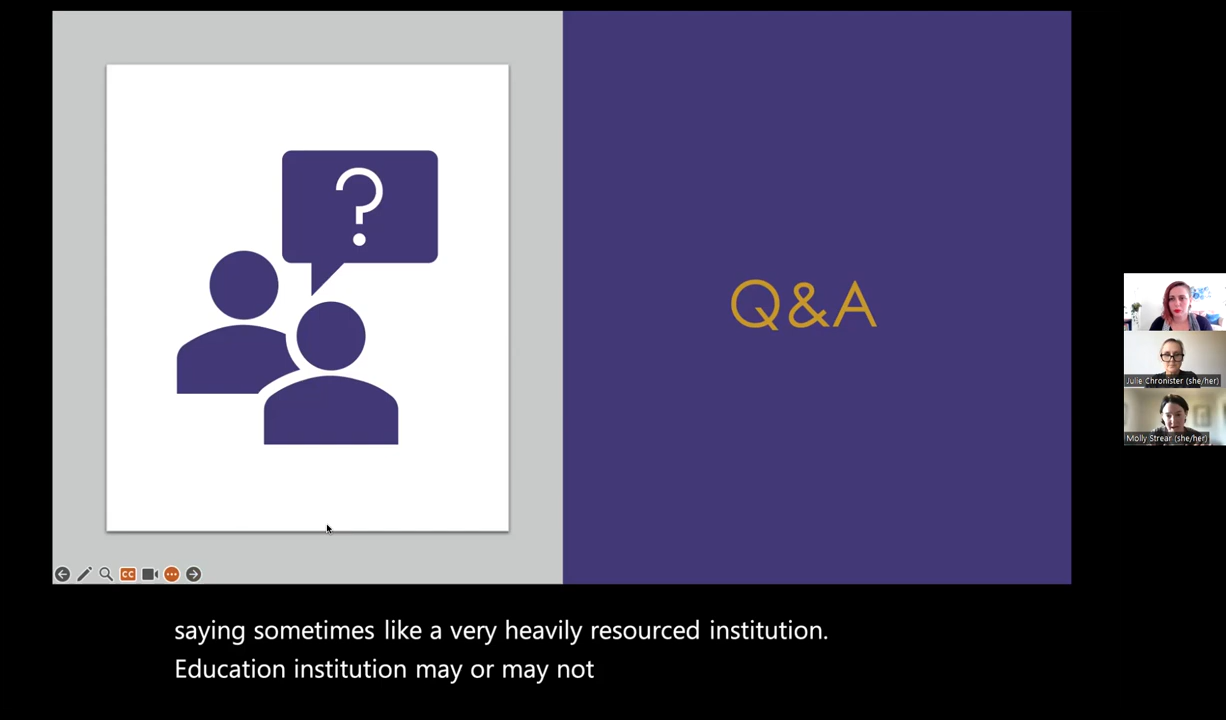 ?
Q&A
Julie Chronister (she/her)
Molly Strear (she/her)
CC
saying sometimes like a very heavily resourced institution.
Education institution may or may not